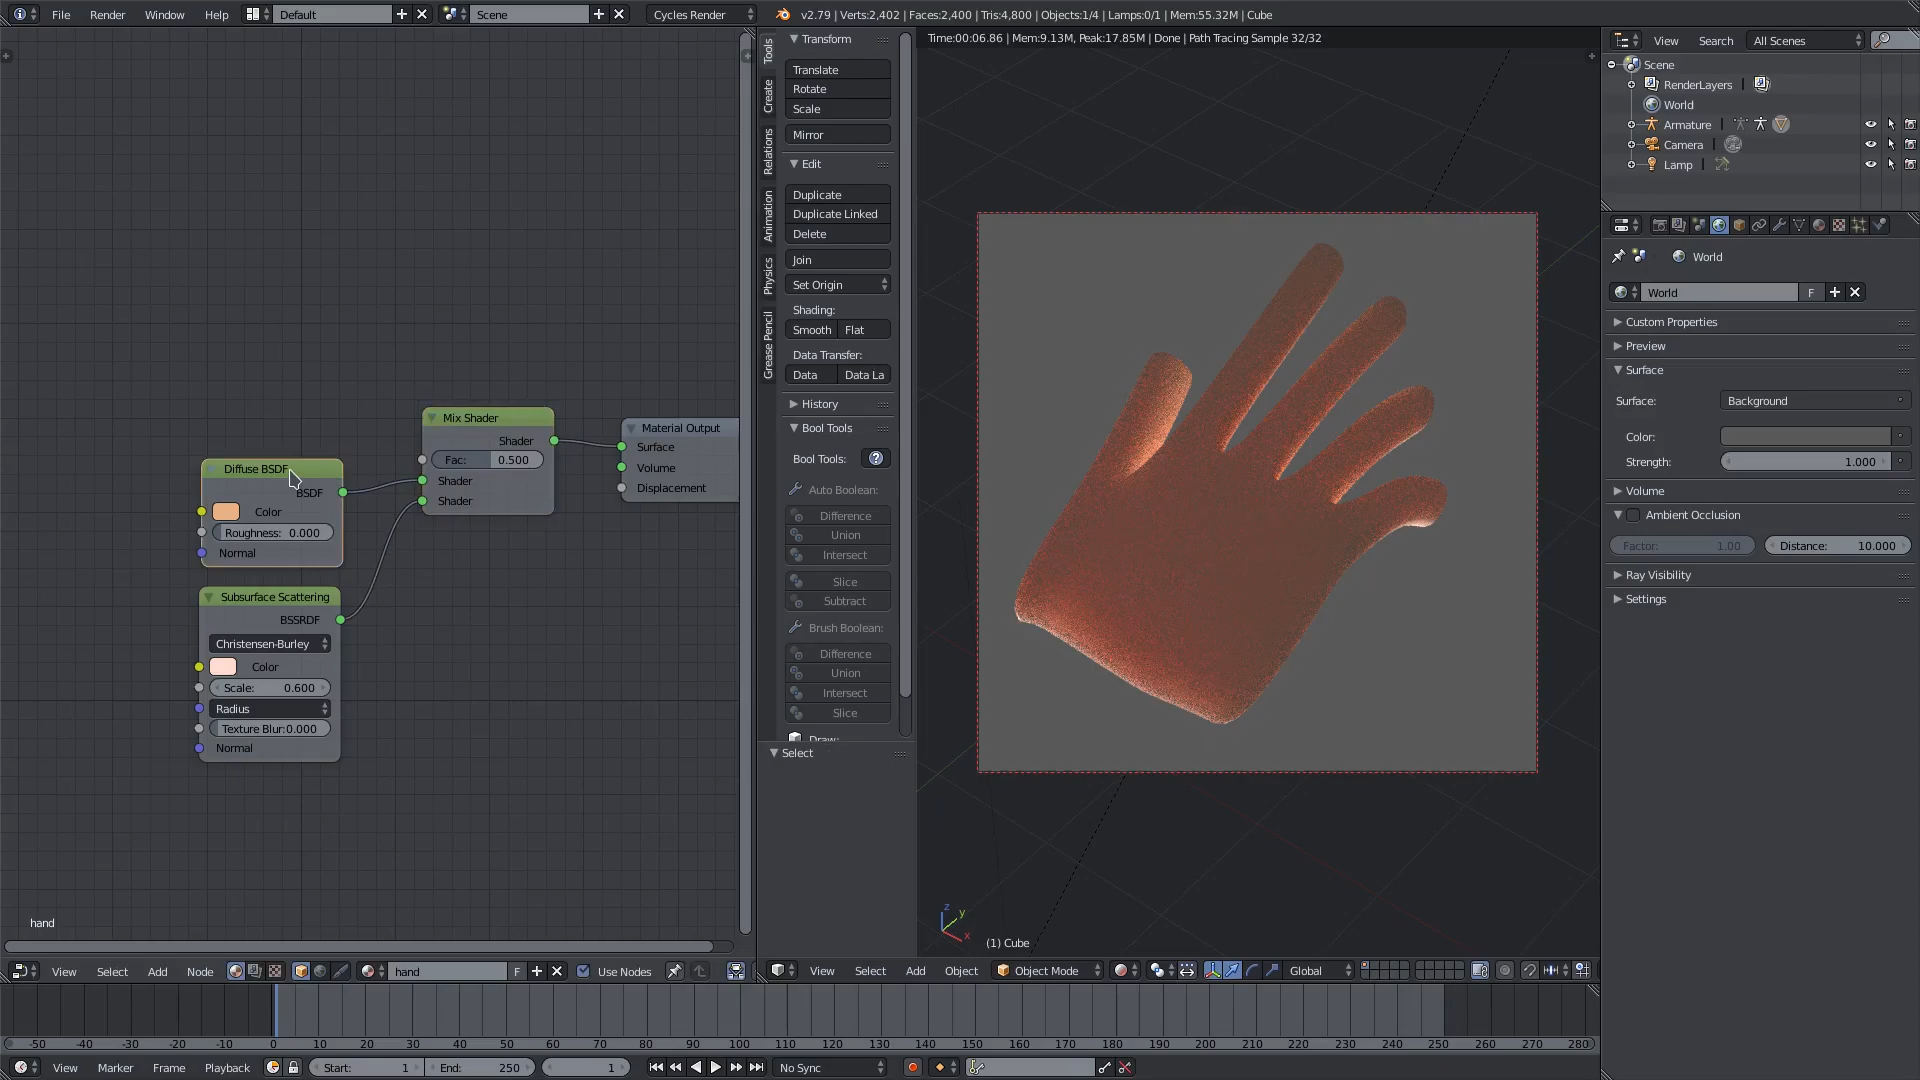 File Render Window Help Default Scene Cycles Render v2.79 | Verts:2,402 | Faces:2,400 | Tris:4,800 | Objects:1/4 | Lamps:0/1 | Mem:55.32M | Cube
Time:00:06.86 | Mem:9.13M, Peak:17.85M | Done | Path Tracing Sample 32/32
View Search All Scenes
Scene
RenderLayers
World
Armature
Camera
Lamp
World
World F
Custom Properties
Preview
Surface
Surface: Background
Color:
Strength: 1.000
Volume
Ambient Occlusion
Factor: 1.00 Distance: 10.000
Ray Visibility
Settings
Tools
Create
Relations
Animation
Physics
Grease Pencil
Transform
Translate
Rotate
Scale
Mirror
Edit
Duplicate
Duplicate Linked
Delete
Join
Set Origin
Shading:
Smooth Flat
Data Transfer:
Data Data La
History
Bool Tools
Bool Tools:
Auto Boolean:
Difference
Union
Intersect
Slice
Subtract
Brush Boolean:
Difference
Union
Intersect
Slice
Select
Mix Shader
Shader
Fac: 0.500
Shader
Shader
Material Output
Surface
Volume
Displacement
Diffuse BSDF
BSDF
Color
Roughness: 0.000
Normal
Subsurface Scattering
BSSRDF
Christensen-Burley
Color
Scale: 0.600
Radius
Texture Blur:0.000
Normal
hand
z
y
x
(1) Cube
View Select Add Node hand F Use Nodes
View Select Add Object Object Mode Global
-50 -40 -30 -20 -10 0 10 20 30 40 50 60 70 80 90 100 110 120 130 140 150 160 170 180 190 200 210 220 230 240 250 260 270 280
View Marker Frame Playback Start: 1 End: 250 1 No Sync